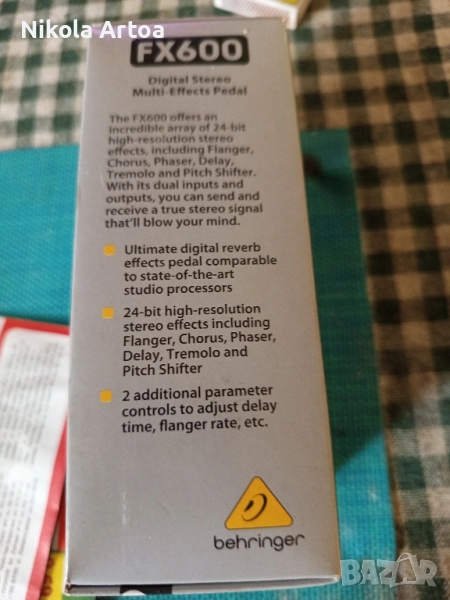 Nikola Artoa
FX600
Digital Stereo
Multi-Effects Pedal
The FX600 offers an
incredible array of 24-bit
high-resolution stereo
effects, including Flanger,
Chorus, Phaser, Delay,
Tremolo and Pitch Shifter.
With its dual inputs and
outputs, you can send and
receive a true stereo signal
that'll blow your mind.
Ultimate digital reverb
effects pedal comparable
to state-of-the-art
studio processors
24-bit high-resolution
stereo effects including
Flanger, Chorus, Phaser,
Delay, Tremolo and
Pitch Shifter
2 additional parameter
controls to adjust delay
time, flanger rate, etc.
behringer
BAZAR